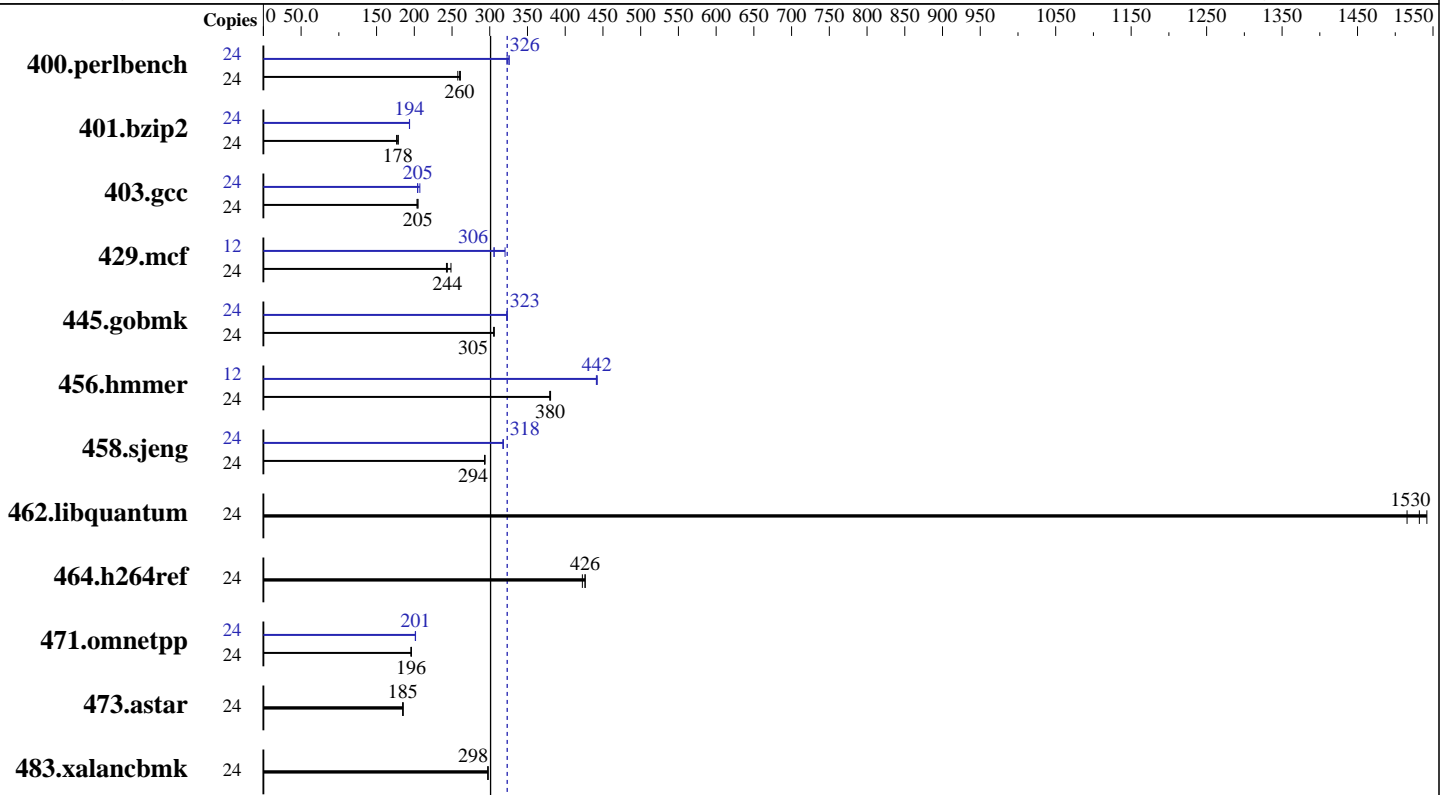 Copies 0 50.0 150 200 250 300 350 400 450 500 550 600 650 700 750 800 850 900 950 1050 1150 1250 1350 1450 1550
400.perlbench 24 326
24 260
401.bzip2 24 194
24 178
403.gcc 24 205
24 205
429.mcf 12 306
24 244
445.gobmk 24 323
24 305
456.hmmer 12 442
24 380
458.sjeng 24 318
24 294
462.libquantum 24 1530
464.h264ref 24 426
471.omnetpp 24 201
24 196
473.astar 24 185
483.xalancbmk 24 298